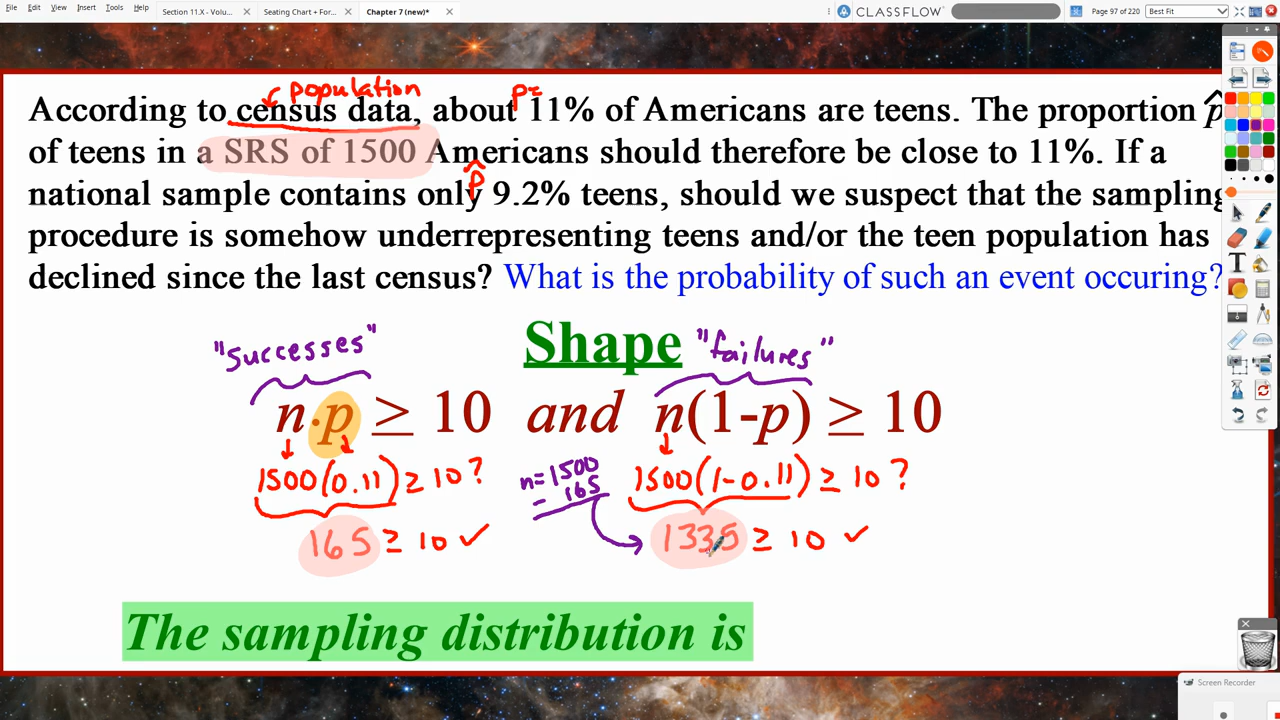 File Edit View Insert Tools Help
Section 11.X - Volu...
Seating Chart + For...
Chapter 7 (new)*
CLASSFLOW
Page 97 of 220
Best Fit
population
p=
According to census data, about 11% of Americans are teens. The proportion p̂
of teens in a SRS of 1500 Americans should therefore be close to 11%. If a
p̂
national sample contains only 9.2% teens, should we suspect that the sampling
procedure is somehow underrepresenting teens and/or the teen population has
declined since the last census? What is the probability of such an event occuring?
Shape
"successes"
"failures"
n·p ≥ 10 and n(1-p) ≥ 10
1500(0.11) ≥ 10?
n=1500
- 165
1500(1-0.11) ≥ 10?
165 ≥ 10 ✓
1335 ≥ 10 ✓
The sampling distribution is
Screen Recorder